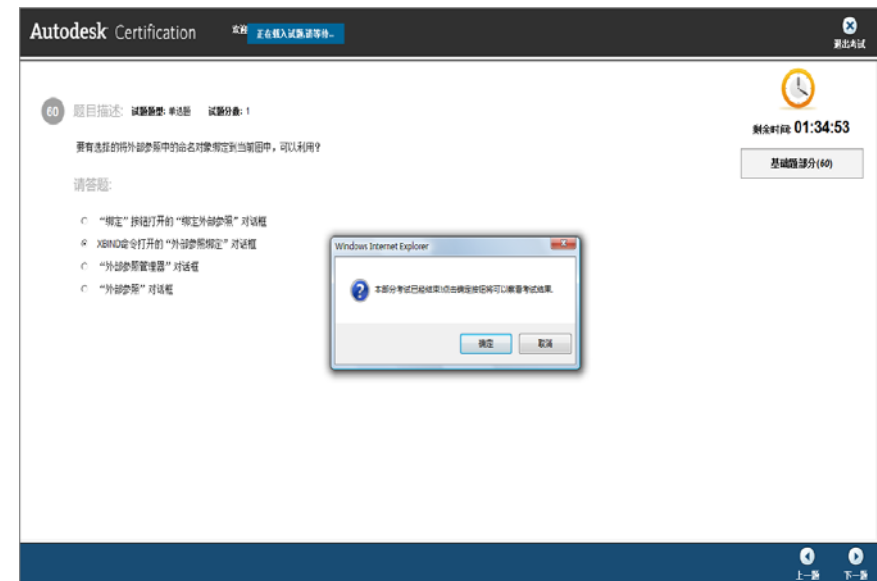 Autodesk Certification
正在载入试题,请等待...
退出考试
60 题目描述: 试题题型: 单选题 试题分数: 1
剩余时间: 01:34:53
要有选择的将外部参照中的命名对象绑定到当前图中，可以利用?
基础题部分(60)
请答题:
“绑定” 按钮打开的 “绑定外部参照” 对话框
XBIND命令打开的 “外部参照绑定” 对话框
“外部参照管理器” 对话框
“外部参照” 对话框
Windows Internet Explorer
本部分考试已经结束!点击确定按钮将可以查看考试结果.
确定 取消
上一题 下一题